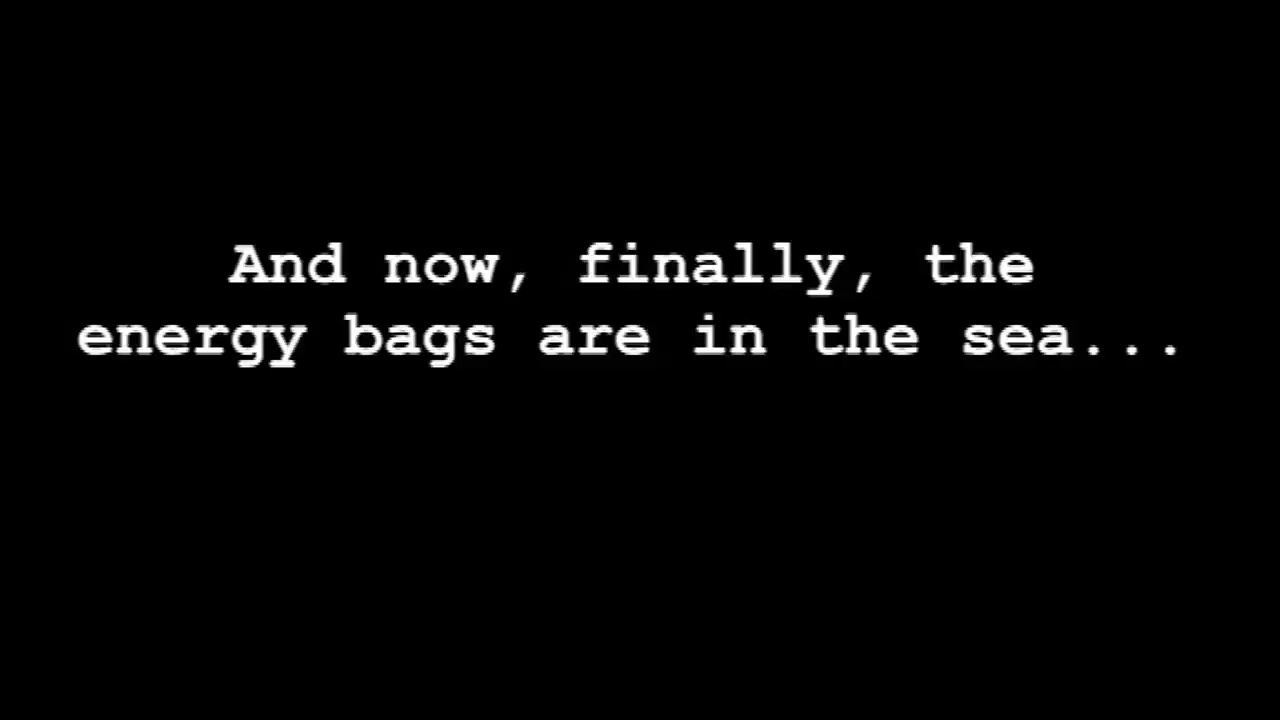 And now, finally, the
energy bags are in the sea...